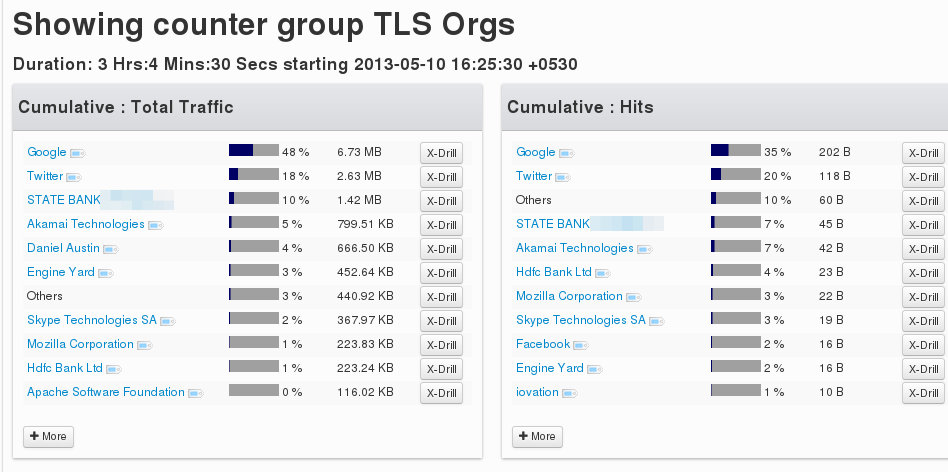 Showing counter group TLS Orgs
Duration: 3 Hrs:4 Mins:30 Secs starting 2013-05-10 16:25:30 +0530
Cumulative : Total Traffic
Google 48 % 6.73 MB X-Drill
Twitter 18 % 2.63 MB X-Drill
STATE BANK 10 % 1.42 MB X-Drill
Akamai Technologies 5 % 799.51 KB X-Drill
Daniel Austin 4 % 666.50 KB X-Drill
Engine Yard 3 % 452.64 KB X-Drill
Others 3 % 440.92 KB X-Drill
Skype Technologies SA 2 % 367.97 KB X-Drill
Mozilla Corporation 1 % 223.83 KB X-Drill
Hdfc Bank Ltd 1 % 223.24 KB X-Drill
Apache Software Foundation 0 % 116.02 KB X-Drill
+ More
Cumulative : Hits
Google 35 % 202 B X-Drill
Twitter 20 % 118 B X-Drill
Others 10 % 60 B X-Drill
STATE BANK 7 % 45 B X-Drill
Akamai Technologies 7 % 42 B X-Drill
Hdfc Bank Ltd 4 % 23 B X-Drill
Mozilla Corporation 3 % 22 B X-Drill
Skype Technologies SA 3 % 19 B X-Drill
Facebook 2 % 16 B X-Drill
Engine Yard 2 % 16 B X-Drill
iovation 1 % 10 B X-Drill
+ More